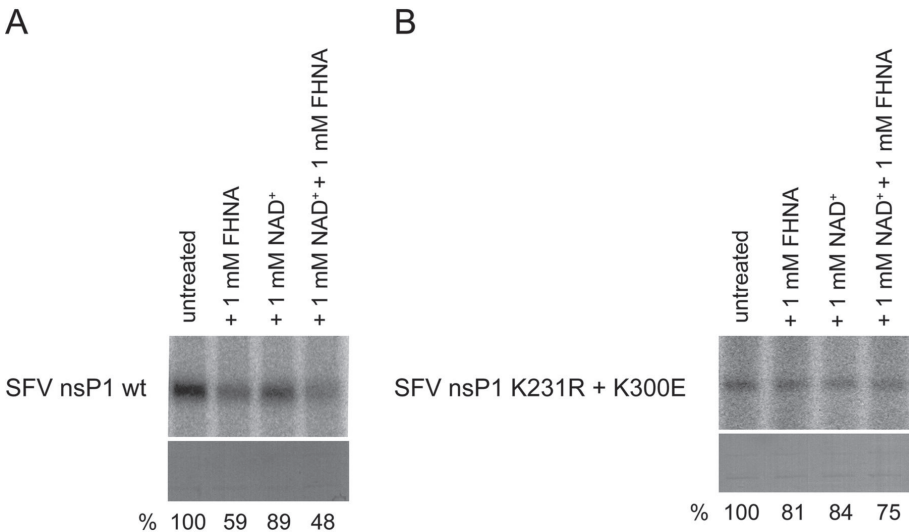 A
untreated
+ 1 mM FHNA
+ 1 mM NAD⁺
+ 1 mM NAD⁺ + 1 mM FHNA
SFV nsP1 wt
% 100 59 89 48
B
untreated
+ 1 mM FHNA
+ 1 mM NAD⁺
+ 1 mM NAD⁺ + 1 mM FHNA
SFV nsP1 K231R + K300E
% 100 81 84 75